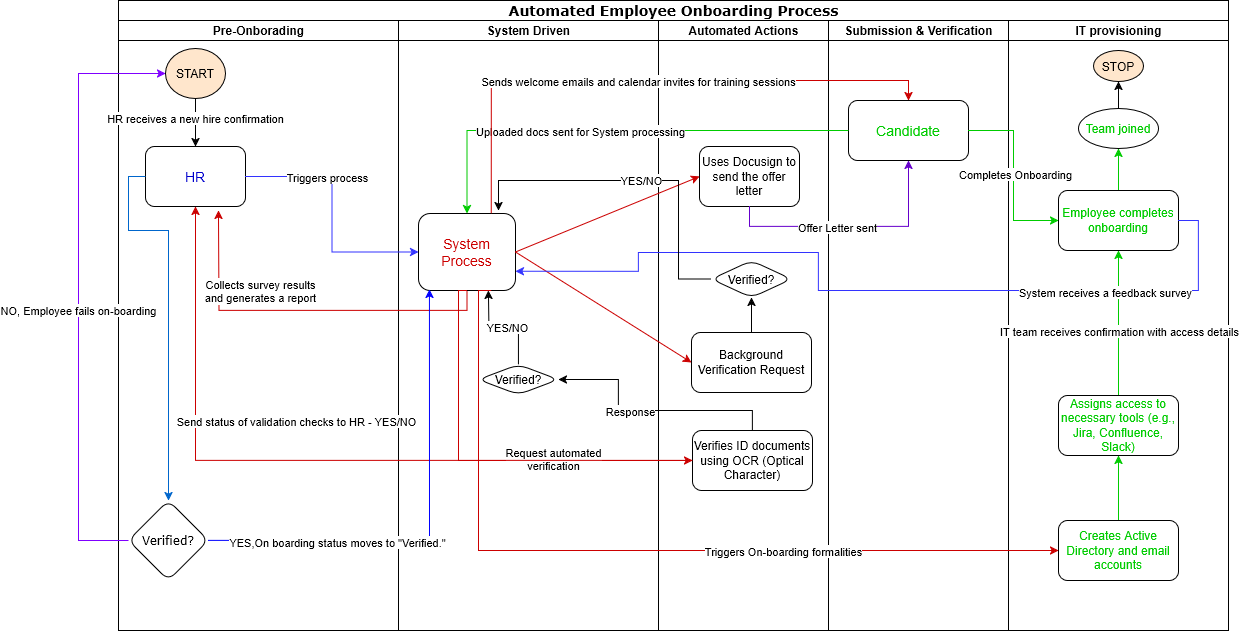 Automated Employee Onboarding Process
Pre-Onborading
System Driven
Automated Actions
Submission & Verification
IT provisioning
START
HR receives a new hire confirmation
HR
Triggers process
Collects survey results
and generates a report
NO, Employee fails on-boarding
Send status of validation checks to HR - YES/NO
Verified?
YES,On boarding status moves to "Verified."
Sends welcome emails and calendar invites for training sessions
Uploaded docs sent for System processing
YES/NO
System
Process
YES/NO
Verified?
Response
Request automated
verification
Triggers On-boarding formalities
Uses Docusign to
send the offer
letter
Offer Letter sent
Verified?
Background
Verification Request
Verifies ID documents
using OCR (Optical
Character)
Candidate
Completes Onboarding
STOP
Team joined
Employee completes
onboarding
System receives a feedback survey
IT team receives confirmation with access details
Assigns access to
necessary tools (e.g.,
Jira, Confluence,
Slack)
Creates Active
Directory and email
accounts